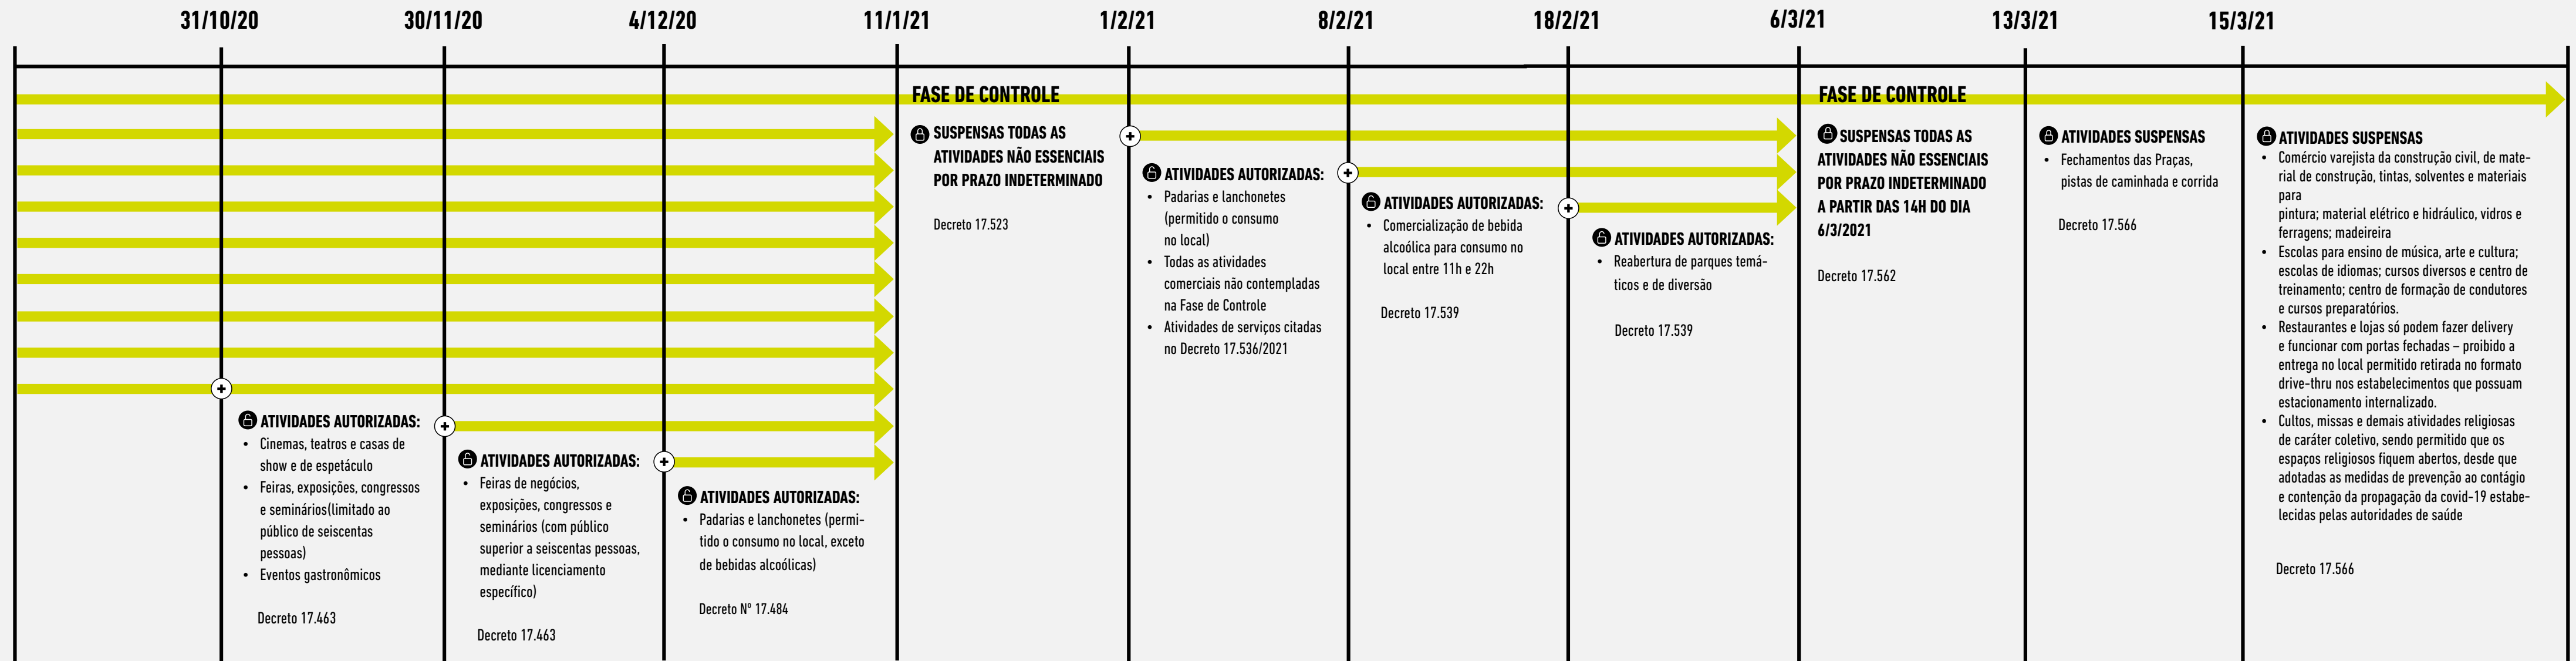 31/10/20
30/11/20
4/12/20
11/1/21
1/2/21
8/2/21
18/2/21
6/3/21
13/3/21
15/3/21
ATIVIDADES AUTORIZADAS:
• Cinemas, teatros e casas de
show e de espetáculo
• Feiras, exposições, congressos
e seminários(limitado ao
público de seiscentas
pessoas)
• Eventos gastronômicos
Decreto 17.463
ATIVIDADES AUTORIZADAS:
• Feiras de negócios,
exposições, congressos e
seminários (com público
superior a seiscentas pessoas,
mediante licenciamento
específico)
Decreto 17.463
ATIVIDADES AUTORIZADAS:
• Padarias e lanchonetes (permi-
tido o consumo no local, exceto
de bebidas alcoólicas)
Decreto Nº 17.484
FASE DE CONTROLE
SUSPENSAS TODAS AS
ATIVIDADES NÃO ESSENCIAIS
POR PRAZO INDETERMINADO
Decreto 17.523
ATIVIDADES AUTORIZADAS:
• Padarias e lanchonetes
(permitido o consumo
no local)
• Todas as atividades
comerciais não contempladas
na Fase de Controle
• Atividades de serviços citadas
no Decreto 17.536/2021
ATIVIDADES AUTORIZADAS:
• Comercialização de bebida
alcoólica para consumo no
local entre 11h e 22h
Decreto 17.539
ATIVIDADES AUTORIZADAS:
• Reabertura de parques temá-
ticos e de diversão
Decreto 17.539
FASE DE CONTROLE
SUSPENSAS TODAS AS
ATIVIDADES NÃO ESSENCIAIS
POR PRAZO INDETERMINADO
A PARTIR DAS 14H DO DIA
6/3/2021
Decreto 17.562
ATIVIDADES SUSPENSAS
• Fechamentos das Praças,
pistas de caminhada e corrida
Decreto 17.566
ATIVIDADES SUSPENSAS
• Comércio varejista da construção civil, de mate-
rial de construção, tintas, solventes e materiais
para
pintura; material elétrico e hidráulico, vidros e
ferragens; madeireira
• Escolas para ensino de música, arte e cultura;
escolas de idiomas; cursos diversos e centro de
treinamento; centro de formação de condutores
e cursos preparatórios.
• Restaurantes e lojas só podem fazer delivery
e funcionar com portas fechadas – proibido a
entrega no local permitido retirada no formato
drive-thru nos estabelecimentos que possuam
estacionamento internalizado.
• Cultos, missas e demais atividades religiosas
de caráter coletivo, sendo permitido que os
espaços religiosos fiquem abertos, desde que
adotadas as medidas de prevenção ao contágio
e contenção da propagação da covid-19 estabe-
lecidas pelas autoridades de saúde
Decreto 17.566